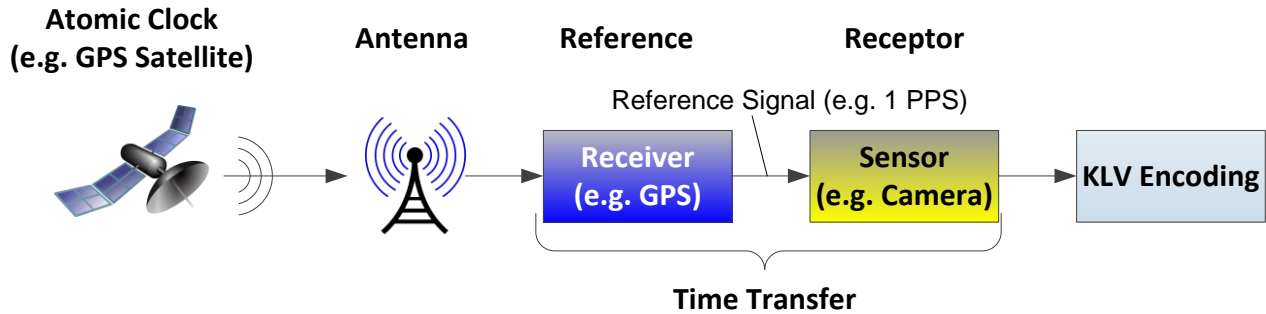 Atomic Clock
(e.g. GPS Satellite)
Antenna
Reference
Receptor
Reference Signal (e.g. 1 PPS)
Receiver
(e.g. GPS)
Sensor
(e.g. Camera)
KLV Encoding
Time Transfer